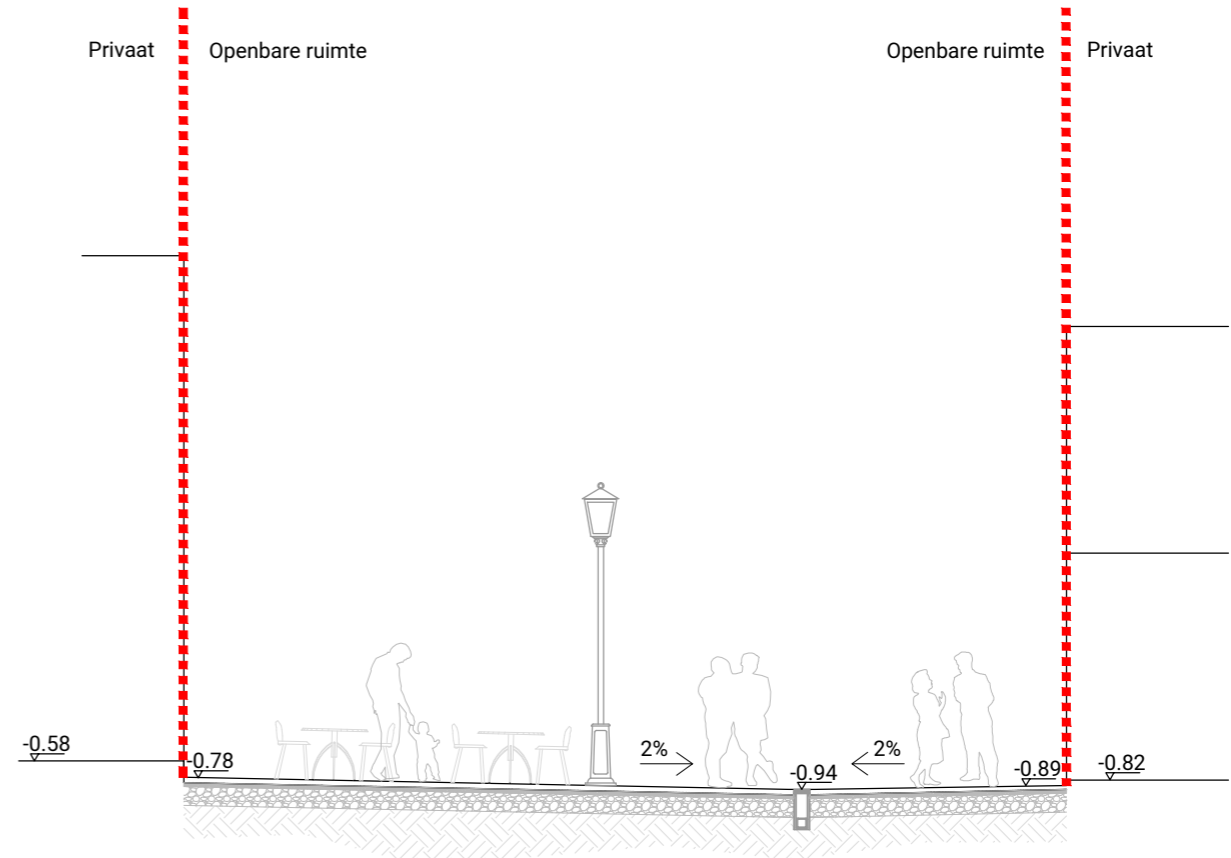 Privaat
Openbare ruimte
Openbare ruimte
Privaat
-0.58
-0.78
2%
-0.94
2%
-0.89
-0.82